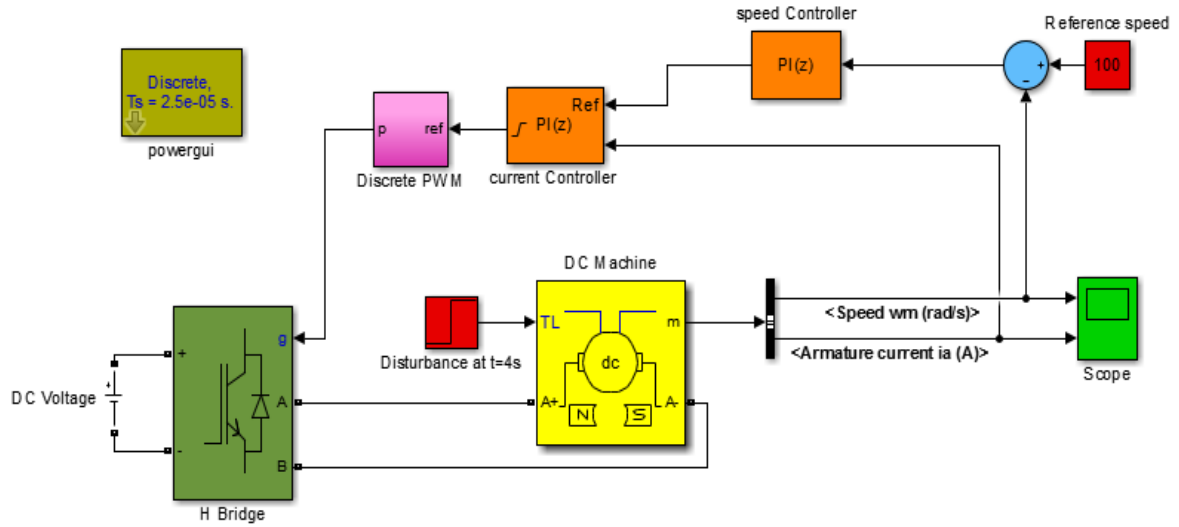 speed Controller
Reference speed
PI(z)
+
-
100
Discrete,
Ts = 2.5e-05 s.
powergui
Ref
PI(z)
current Controller
p
ref
Discrete PWM
DC Machine
TL
m
dc
A+
A-
N
S
Disturbance at t=4s
<Speed wm (rad/s)>
<Armature current ia (A)>
Scope
DC Voltage
+
+
-
g
A
B
H Bridge